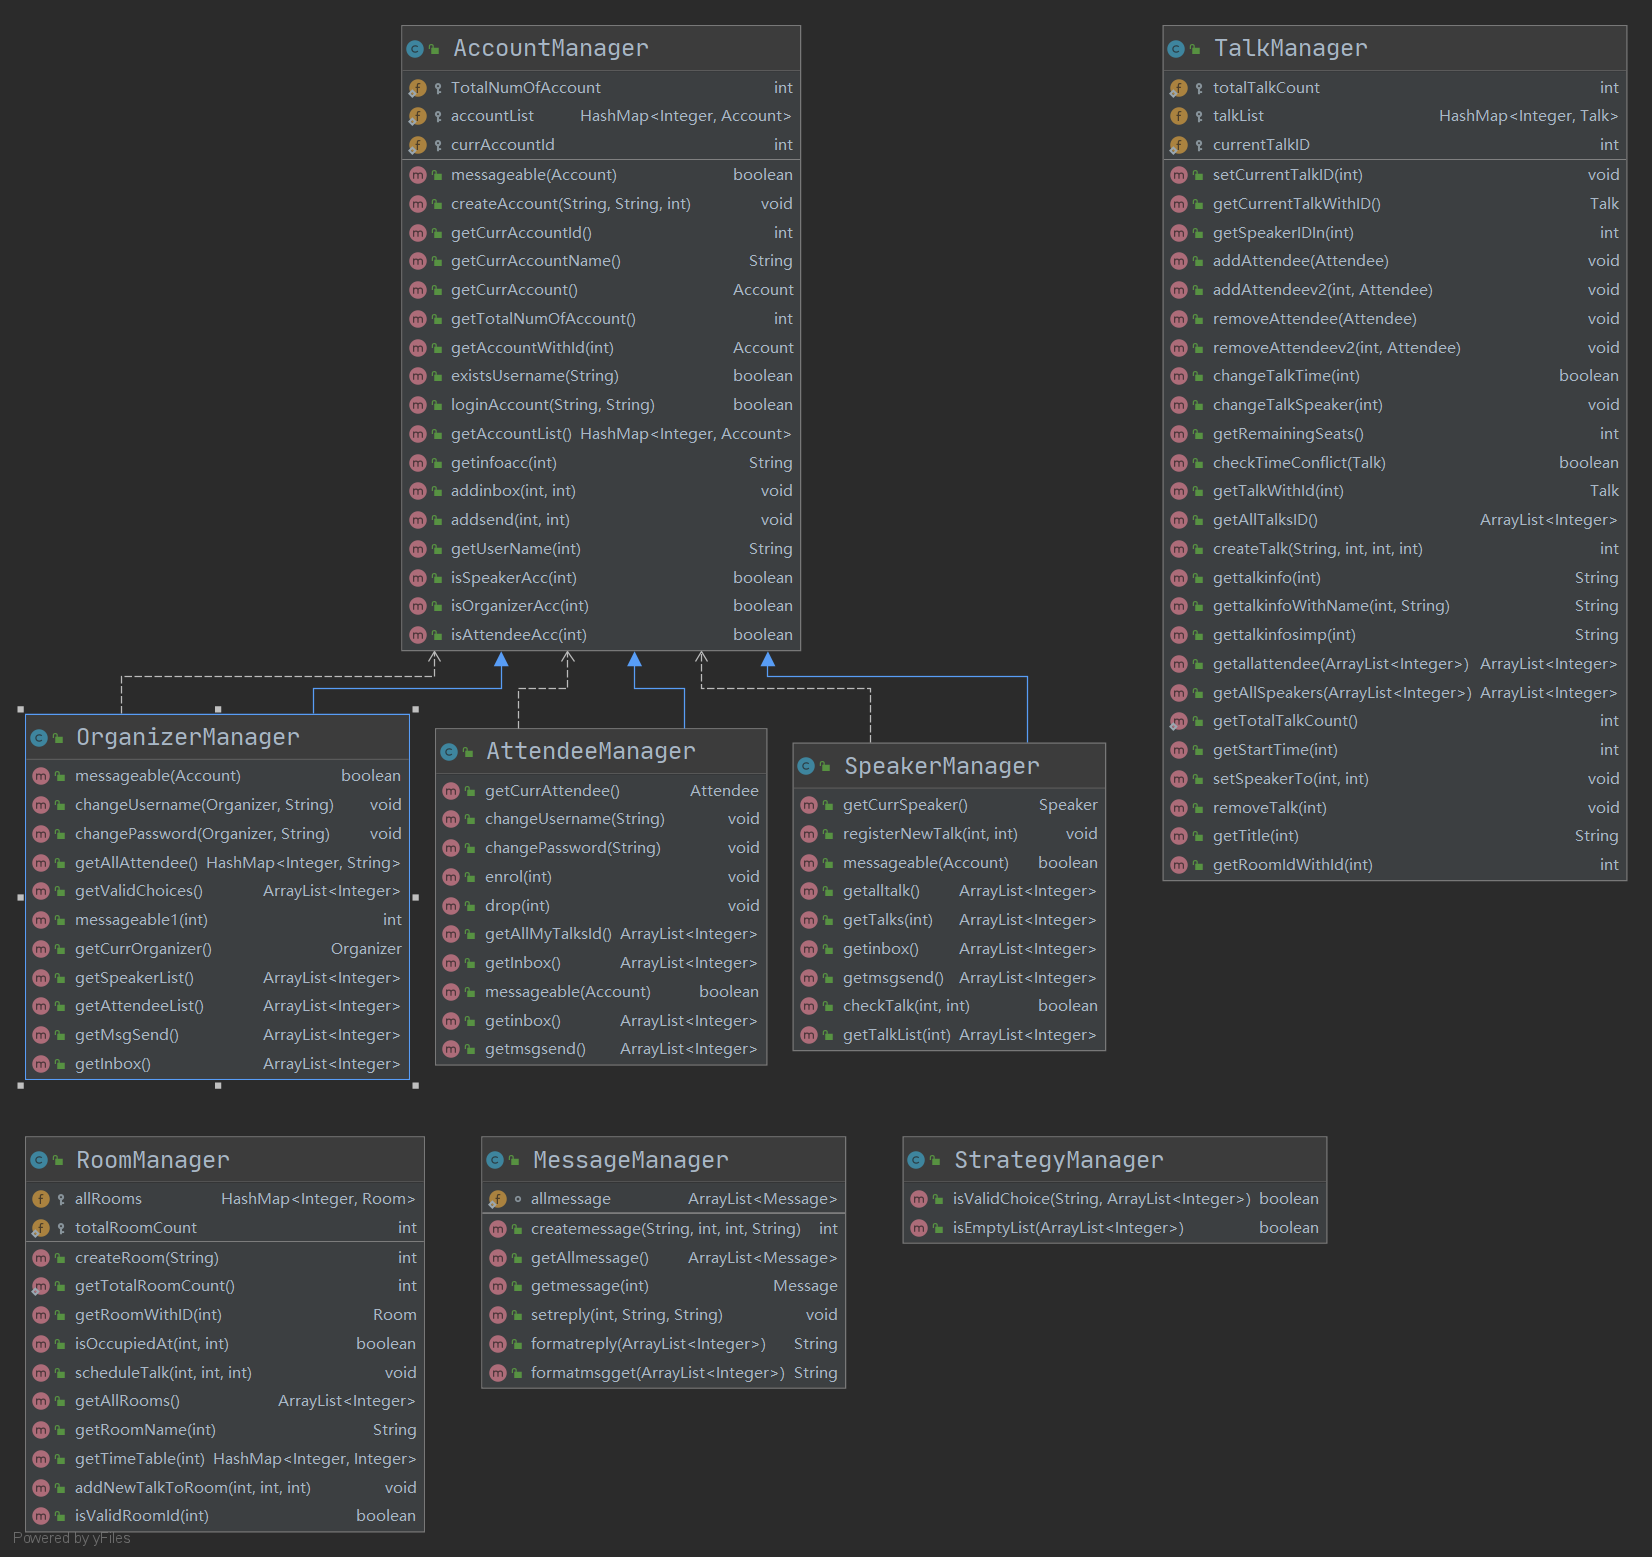 AccountManager
TotalNumOfAccount int
accountList HashMap<Integer, Account>
currAccountId int
messageable(Account) boolean
createAccount(String, String, int) void
getCurrAccountId() int
getCurrAccountName() String
getCurrAccount() Account
getTotalNumOfAccount() int
getAccountWithId(int) Account
existsUsername(String) boolean
loginAccount(String, String) boolean
getAccountList() HashMap<Integer, Account>
getinfoacc(int) String
addinbox(int, int) void
addsend(int, int) void
getUserName(int) String
isSpeakerAcc(int) boolean
isOrganizerAcc(int) boolean
isAttendeeAcc(int) boolean
TalkManager
totalTalkCount int
talkList HashMap<Integer, Talk>
currentTalkID int
setCurrentTalkID(int) void
getCurrentTalkWithID() Talk
getSpeakerIDIn(int) int
addAttendee(Attendee) void
addAttendeev2(int, Attendee) void
removeAttendee(Attendee) void
removeAttendeev2(int, Attendee) void
changeTalkTime(int) boolean
changeTalkSpeaker(int) void
getRemainingSeats() int
checkTimeConflict(Talk) boolean
getTalkWithId(int) Talk
getAllTalksID() ArrayList<Integer>
createTalk(String, int, int, int) int
gettalkinfo(int) String
gettalkinfoWithName(int, String) String
gettalkinfosimp(int) String
getallattendee(ArrayList<Integer>) ArrayList<Integer>
getAllSpeakers(ArrayList<Integer>) ArrayList<Integer>
getTotalTalkCount() int
getStartTime(int) int
setSpeakerTo(int, int) void
removeTalk(int) void
getTitle(int) String
getRoomIdWithId(int) int
OrganizerManager
messageable(Account) boolean
changeUsername(Organizer, String) void
changePassword(Organizer, String) void
getAllAttendee() HashMap<Integer, String>
getValidChoices() ArrayList<Integer>
messageable1(int) int
getCurrOrganizer() Organizer
getSpeakerList() ArrayList<Integer>
getAttendeeList() ArrayList<Integer>
getMsgSend() ArrayList<Integer>
getInbox() ArrayList<Integer>
AttendeeManager
getCurrAttendee() Attendee
changeUsername(String) void
changePassword(String) void
enrol(int) void
drop(int) void
getAllMyTalksId() ArrayList<Integer>
getInbox() ArrayList<Integer>
messageable(Account) boolean
getinbox() ArrayList<Integer>
getmsgsend() ArrayList<Integer>
SpeakerManager
getCurrSpeaker() Speaker
registerNewTalk(int, int) void
messageable(Account) boolean
getalltalk() ArrayList<Integer>
getTalks(int) ArrayList<Integer>
getinbox() ArrayList<Integer>
getmsgsend() ArrayList<Integer>
checkTalk(int, int) boolean
getTalkList(int) ArrayList<Integer>
RoomManager
allRooms HashMap<Integer, Room>
totalRoomCount int
createRoom(String) int
getTotalRoomCount() int
getRoomWithID(int) Room
isOccupiedAt(int, int) boolean
scheduleTalk(int, int, int) void
getAllRooms() ArrayList<Integer>
getRoomName(int) String
getTimeTable(int) HashMap<Integer, Integer>
addNewTalkToRoom(int, int, int) void
isValidRoomId(int) boolean
MessageManager
allmessage ArrayList<Message>
createmessage(String, int, int, String) int
getAllmessage() ArrayList<Message>
getmessage(int) Message
setreply(int, String, String) void
formatreply(ArrayList<Integer>) String
formatmsgget(ArrayList<Integer>) String
StrategyManager
isValidChoice(String, ArrayList<Integer>) boolean
isEmptyList(ArrayList<Integer>) boolean
Powered by yFiles